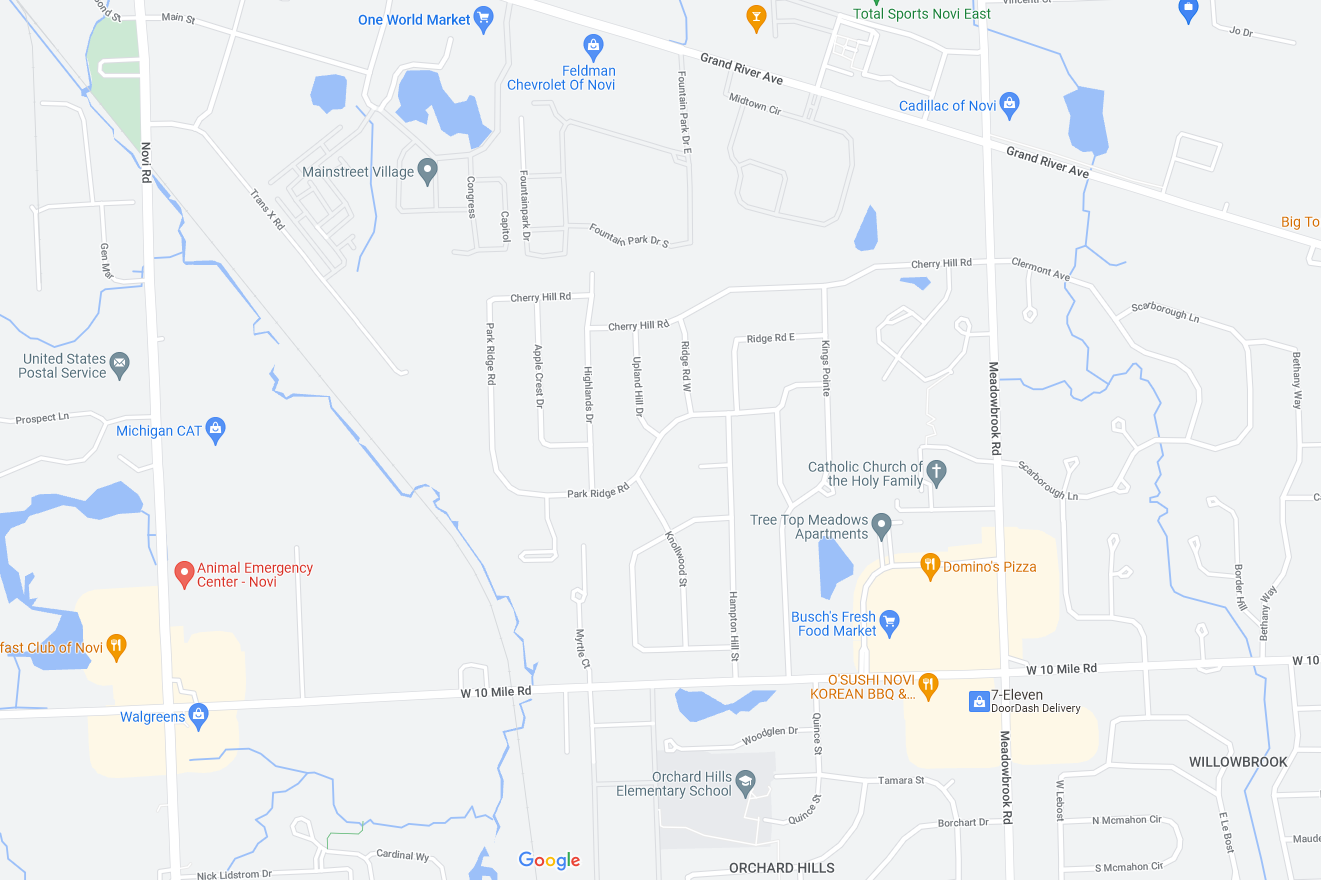 ond St
Main St
One World Market
Total Sports Novi East
Vincenti Ct
Jo Dr
Feldman
Chevrolet Of Novi
Grand River Ave
Fountain Park Dr E
Midtown Cir
Cadillac of Novi
Grand River Ave
Novi Rd
Mainstreet Village
Trans X Rd
Congress
Capitol
Fountainpark Dr
Fountain Park Dr S
Big To
Gen Mar
Cherry Hill Rd
Clermont Ave
Cherry Hill Rd
Cherry Hill Rd
Scarborough Ln
Park Ridge Rd
Apple Crest Dr
Highlands Dr
Upland Hill Dr
Ridge Rd W
Ridge Rd E
Kings Pointe
Meadowbrook Rd
Bethany Way
United States
Postal Service
Prospect Ln
Michigan CAT
Catholic Church of
the Holy Family
Scarborough Ln
Park Ridge Rd
C
Tree Top Meadows
Apartments
Knollwood St
Animal Emergency
Center - Novi
Domino's Pizza
Hampton Hill St
Border Hill
Bethany Way
Busch's Fresh
Food Market
Myrtle Ct
fast Club of Novi
W 10 Mile Rd
W 10 Mile Rd
W 10
O'SUSHI NOVI
KOREAN BBQ &...
7-Eleven
DoorDash Delivery
Walgreens
Quince St
Woodglen Dr
Meadowbrook Rd
WILLOWBROOK
Orchard Hills
Elementary School
Tamara St
Quince St
W Lebost
Borchart Dr
N Mcmahon Cir
E Le Bost
Maude
Cardinal Wy
Google
ORCHARD HILLS
S Mcmahon Cir
Nick Lidstrom Dr